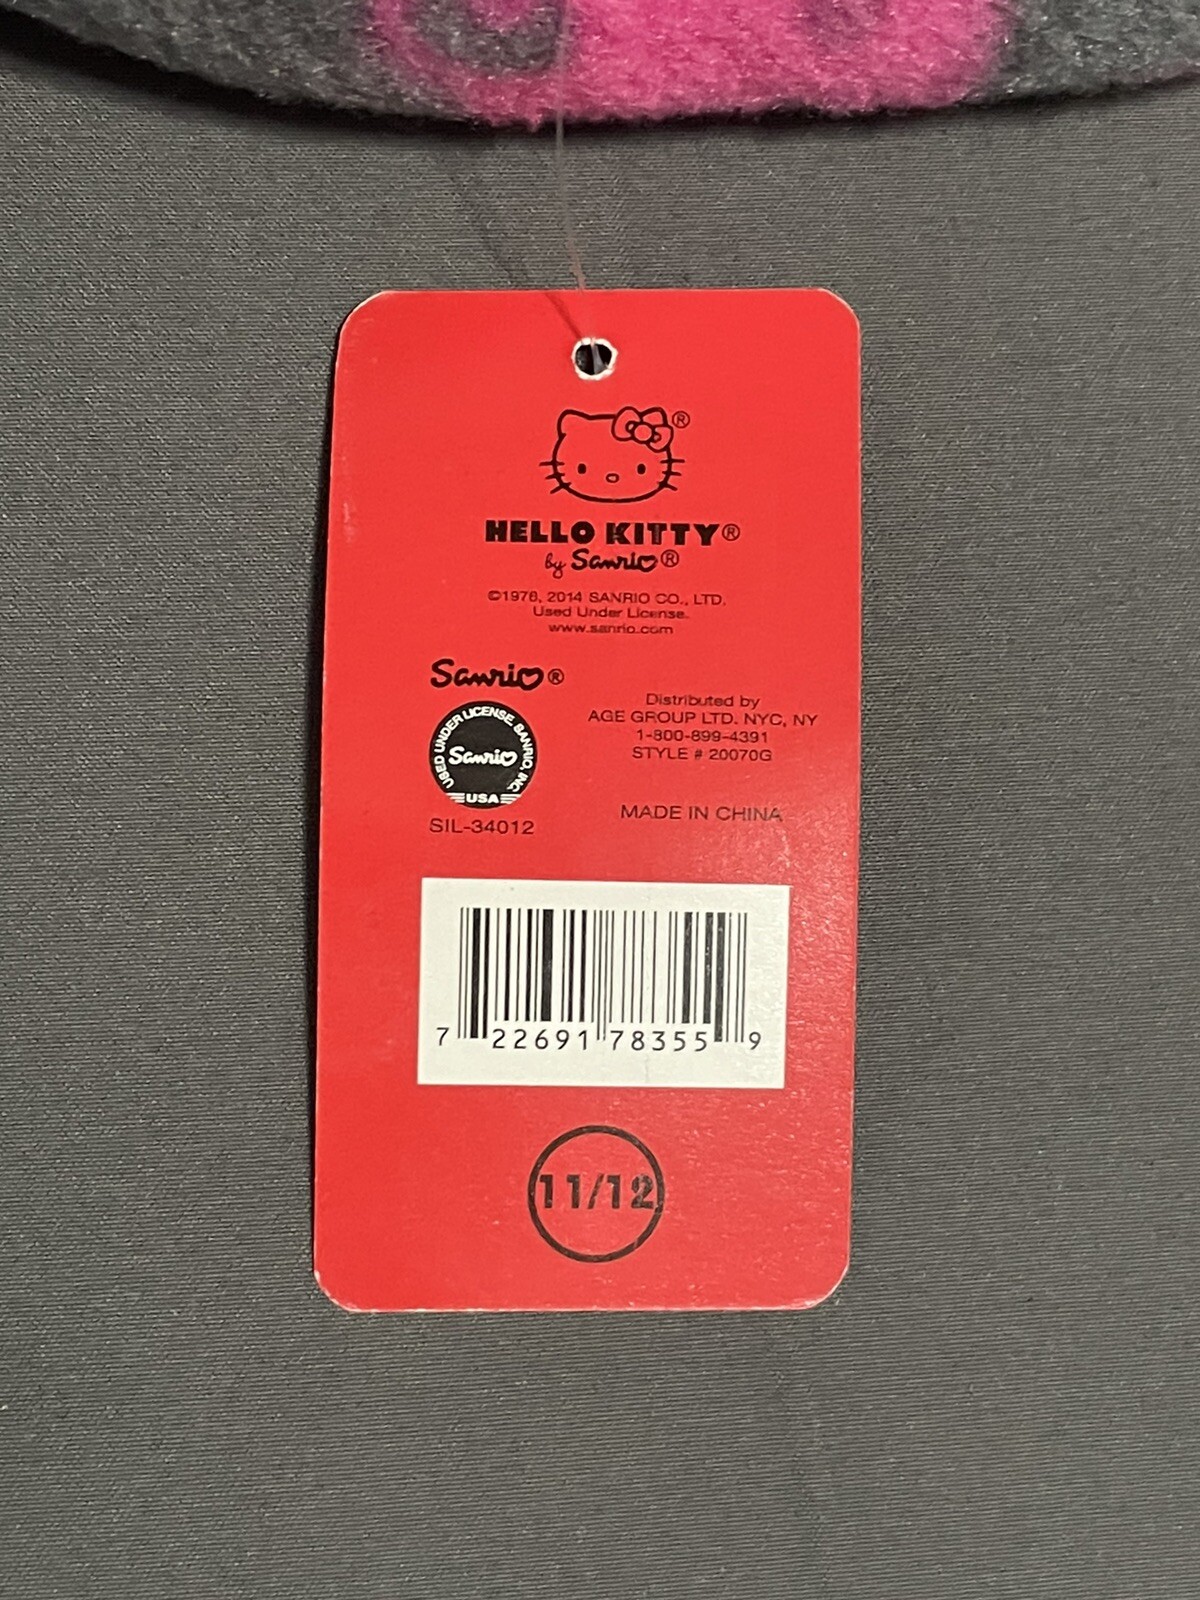 ®
HELLO KITTY®
by Sanrio®
©1976, 2014 SANRIO CO., LTD.
Used Under License.
www.sanrio.com
Sanrio®
USED UNDER LICENSE. SANRIO, INC.
Sanrio
USA
SIL-34012
Distributed by
AGE GROUP LTD. NYC, NY
1-800-899-4391
STYLE # 20070G
MADE IN CHINA
7 22691 78355 9
11/12